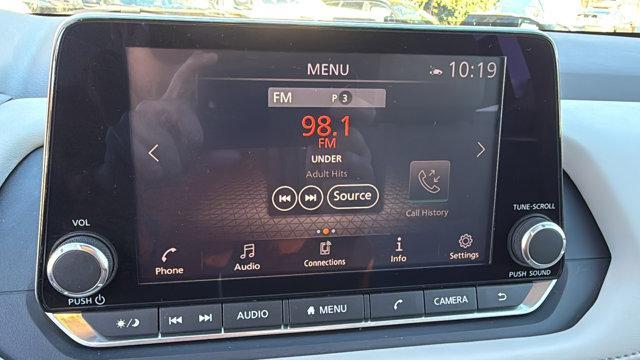 MENU
10:19
FM P 3
98.1
FM
UNDER
Adult Hits
Source
Call History
Phone
Audio
Connections
Info
Settings
VOL
PUSH
TUNE·SCROLL
PUSH SOUND
AUDIO
MENU
CAMERA